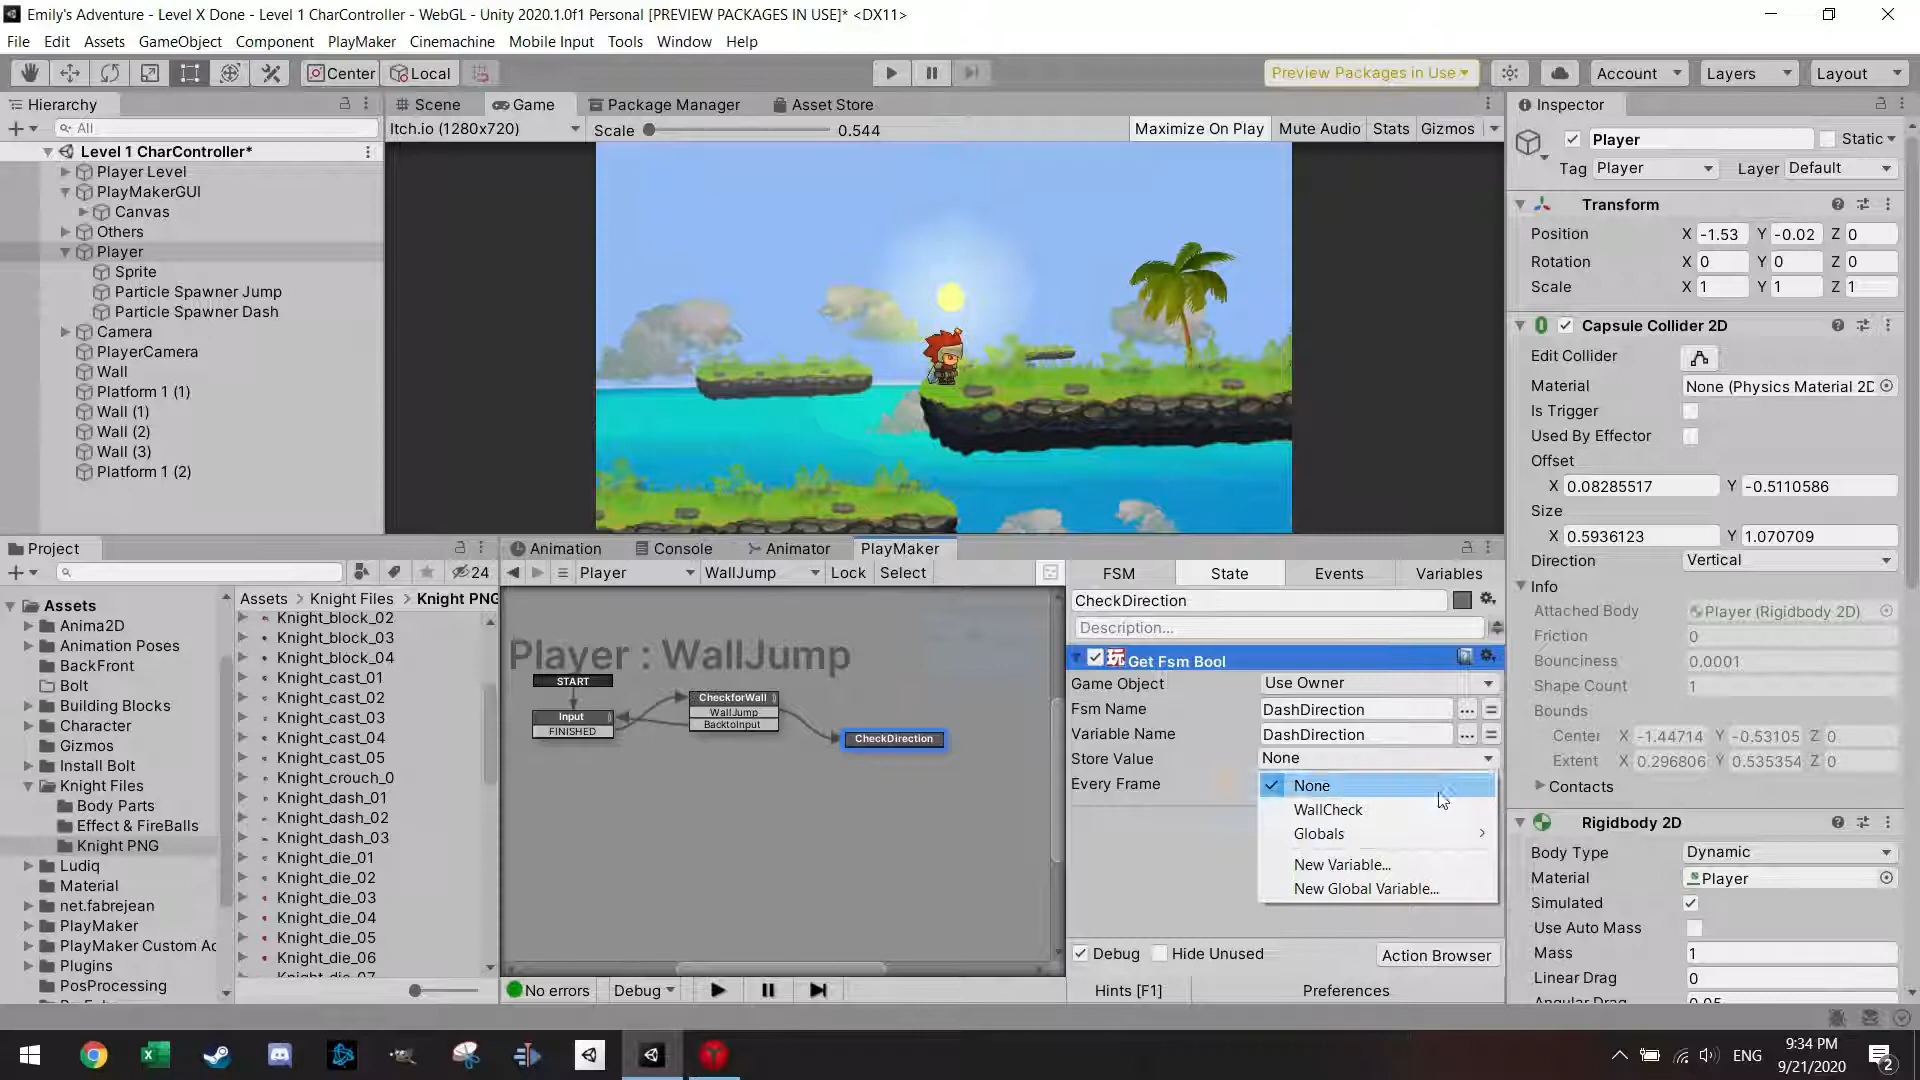 Emily's Adventure - Level X Done - Level 1 CharController - WebGL - Unity 2020.1.0f1 Personal [PREVIEW PACKAGES IN USE]* <DX11>
File Edit Assets GameObject Component PlayMaker Cinemachine Mobile Input Tools Window Help
Center Local Preview Packages in Use Account Layers Layout
Hierarchy
All
Level 1 CharController*
Player Level
PlayMakerGUI
Canvas
Others
Player
Sprite
Particle Spawner Jump
Particle Spawner Dash
Camera
PlayerCamera
Wall
Platform 1 (1)
Wall (1)
Wall (2)
Wall (3)
Platform 1 (2)
Scene Game Package Manager Asset Store
Itch.io (1280x720) Scale 0.544 Maximize On Play Mute Audio Stats Gizmos
Inspector
Player Static
Tag Player Layer Default
Transform
Position X -1.53 Y -0.02 Z 0
Rotation X 0 Y 0 Z 0
Scale X 1 Y 1 Z 1
Capsule Collider 2D
Edit Collider
Material None (Physics Material 2D
Is Trigger
Used By Effector
Offset
X 0.08285517 Y -0.5110586
Size
X 0.5936123 Y 1.070709
Direction Vertical
Info
Attached Body Player (Rigidbody 2D)
Friction 0
Bounciness 0.0001
Shape Count 1
Bounds
Center X -1.44714 Y -0.53105 Z 0
Extent X 0.296806 Y 0.535354 Z 0
Contacts
Rigidbody 2D
Body Type Dynamic
Material Player
Simulated
Use Auto Mass
Mass 1
Linear Drag 0
Angular Drag 0.05
Project
24
Assets
Anima2D
Animation Poses
BackFront
Bolt
Building Blocks
Character
Gizmos
Install Bolt
Knight Files
Body Parts
Effect & FireBalls
Knight PNG
Ludiq
Material
net.fabrejean
PlayMaker
PlayMaker Custom Ac
Plugins
PosProcessing
Assets > Knight Files > Knight PNG
Knight_block_02
Knight_block_03
Knight_block_04
Knight_cast_01
Knight_cast_02
Knight_cast_03
Knight_cast_04
Knight_cast_05
Knight_crouch_0
Knight_dash_01
Knight_dash_02
Knight_dash_03
Knight_die_01
Knight_die_02
Knight_die_03
Knight_die_04
Knight_die_05
Knight_die_06
Knight_die_07
Animation Console Animator PlayMaker
Player WallJump Lock Select
Player : WallJump
START
Input
FINISHED
CheckforWall
WallJump
BacktoInput
CheckDirection
No errors Debug
FSM State Events Variables
CheckDirection
Description...
玩 Get Fsm Bool
Game Object Use Owner
Fsm Name DashDirection ... =
Variable Name DashDirection ... =
Store Value None
Every Frame
None
WallCheck
Globals
New Variable...
New Global Variable...
Debug Hide Unused Action Browser
Hints [F1] Preferences
ENG
9:34 PM
9/21/2020
2